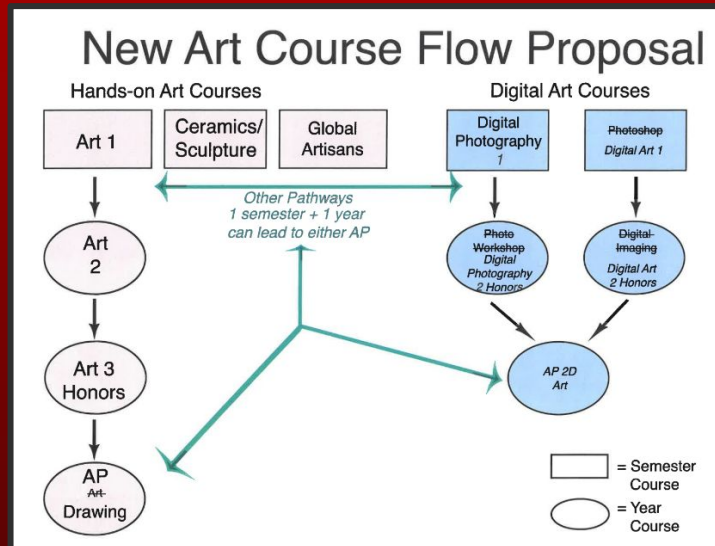 New Art Course Flow Proposal
Hands-on Art Courses
Digital Art Courses
Art 1
Ceramics/
Sculpture
Global
Artisans
Digital
Photography
1
Photoshop
Digital Art 1
Other Pathways
1 semester + 1 year
can lead to either AP
Art
2
Photo
Workshop
Digital
Photography
2 Honors
Digital
Imaging
Digital Art
2 Honors
Art 3
Honors
AP 2D
Art
AP
Art
Drawing
= Semester
Course
= Year
Course